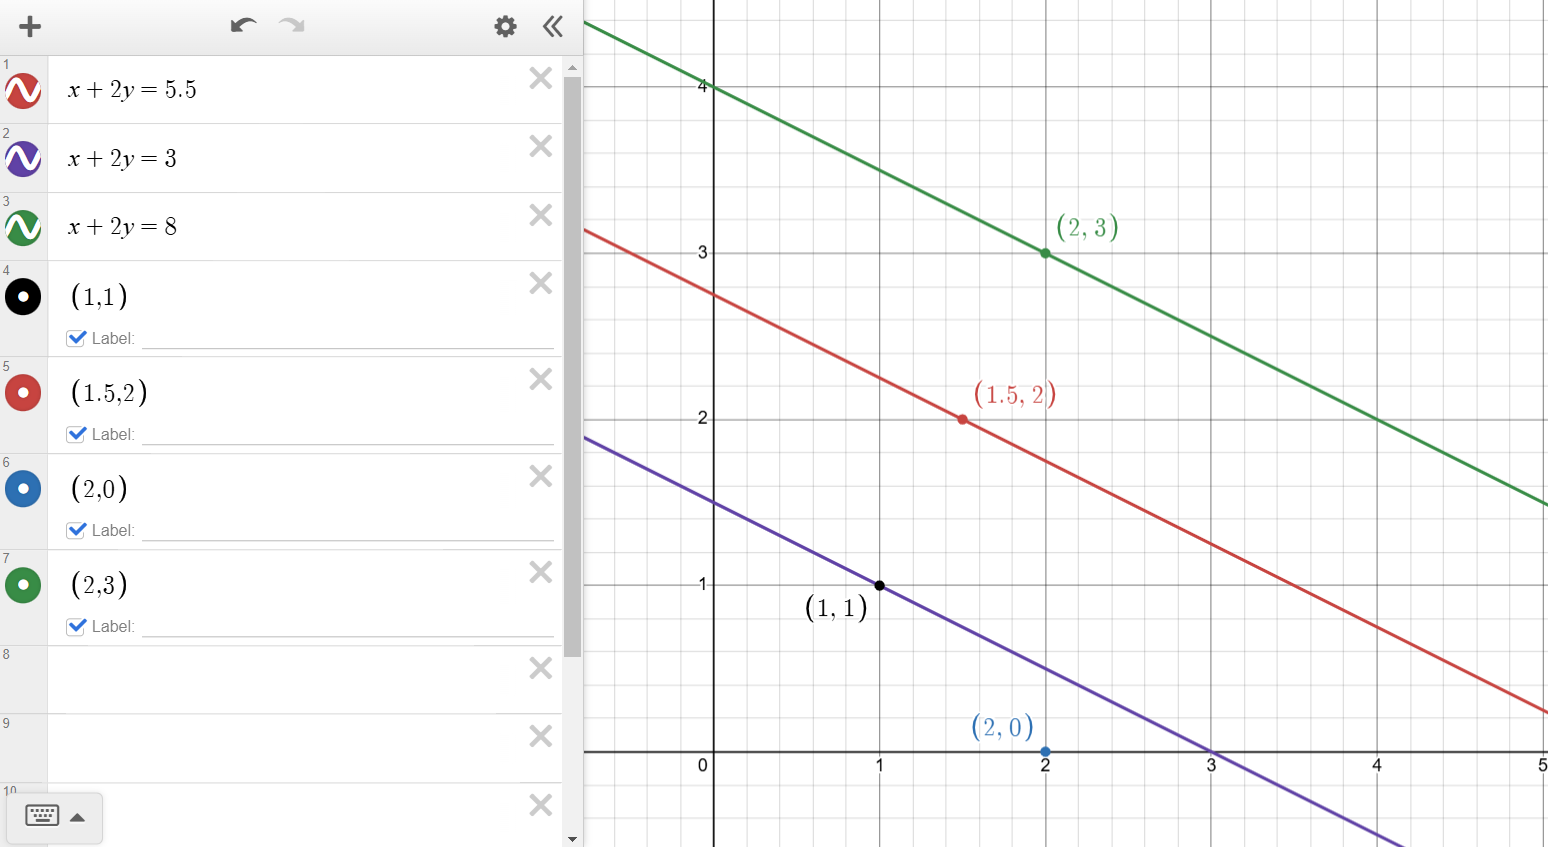 1
x + 2y = 5.5
2
x + 2y = 3
3
x + 2y = 8
4
(1,1)
Label:
5
(1.5,2)
Label:
6
(2,0)
Label:
7
(2,3)
Label:
8
9
10
4
(2, 3)
3
(1.5, 2)
2
1
(1, 1)
(2, 0)
0 1 2 3 4 5